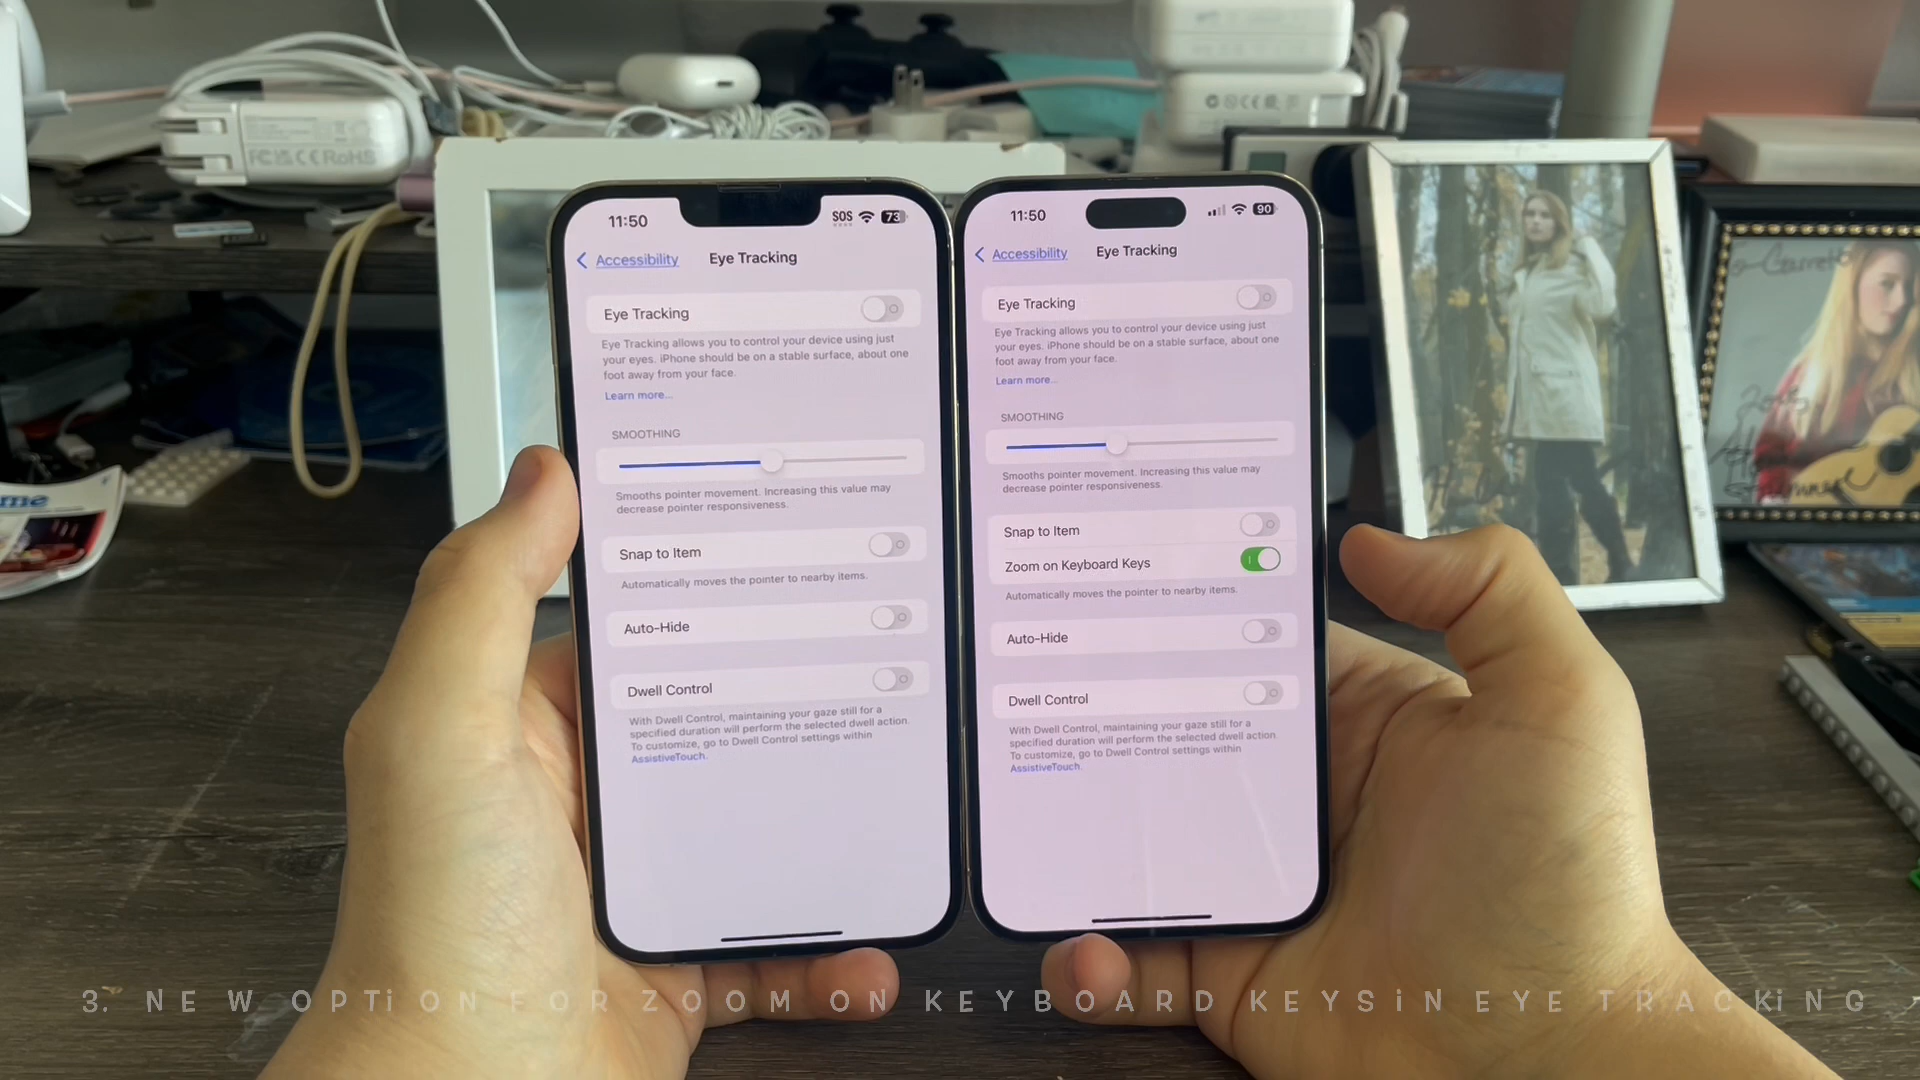 FC CE RoHS
me
11:50
SOS
73
Accessibility
Eye Tracking
Eye Tracking
Eye Tracking allows you to control your device using just
your eyes. iPhone should be on a stable surface, about one
foot away from your face.
Learn more...
SMOOTHING
Smooths pointer movement. Increasing this value may
decrease pointer responsiveness.
Snap to Item
Automatically moves the pointer to nearby items.
Auto-Hide
Dwell Control
With Dwell Control, maintaining your gaze still for a
specified duration will perform the selected dwell action.
To customize, go to Dwell Control settings within
AssistiveTouch.
11:50
90
Accessibility
Eye Tracking
Eye Tracking
Eye Tracking allows you to control your device using just
your eyes. iPhone should be on a stable surface, about one
foot away from your face.
Learn more...
SMOOTHING
Smooths pointer movement. Increasing this value may
decrease pointer responsiveness.
Snap to Item
Zoom on Keyboard Keys
Automatically moves the pointer to nearby items.
Auto-Hide
Dwell Control
With Dwell Control, maintaining your gaze still for a
specified duration will perform the selected dwell action.
To customize, go to Dwell Control settings within
AssistiveTouch.
3. NEW OPTiON FOR ZOOM ON KEYBOARD KEYSiN EYE TRACKiNG